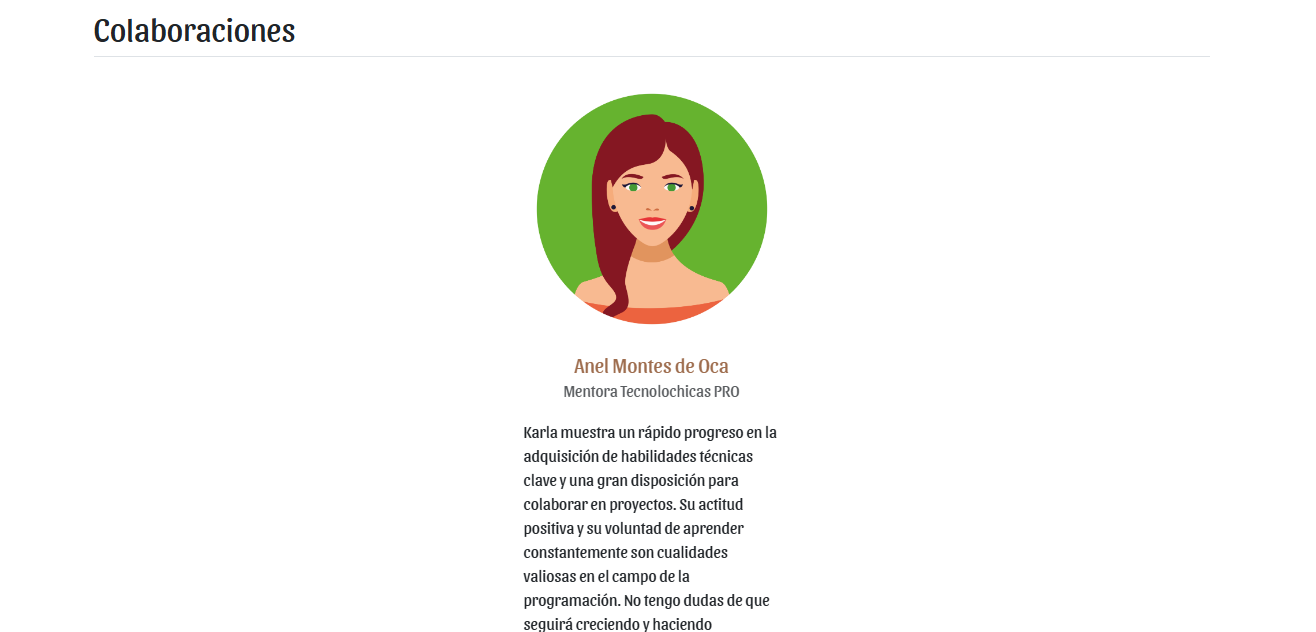 Colaboraciones
Anel Montes de Oca
Mentora Tecnolochicas PRO
Karla muestra un rápido progreso en la
adquisición de habilidades técnicas
clave y una gran disposición para
colaborar en proyectos. Su actitud
positiva y su voluntad de aprender
constantemente son cualidades
valiosas en el campo de la
programación. No tengo dudas de que
seguirá creciendo y haciendo